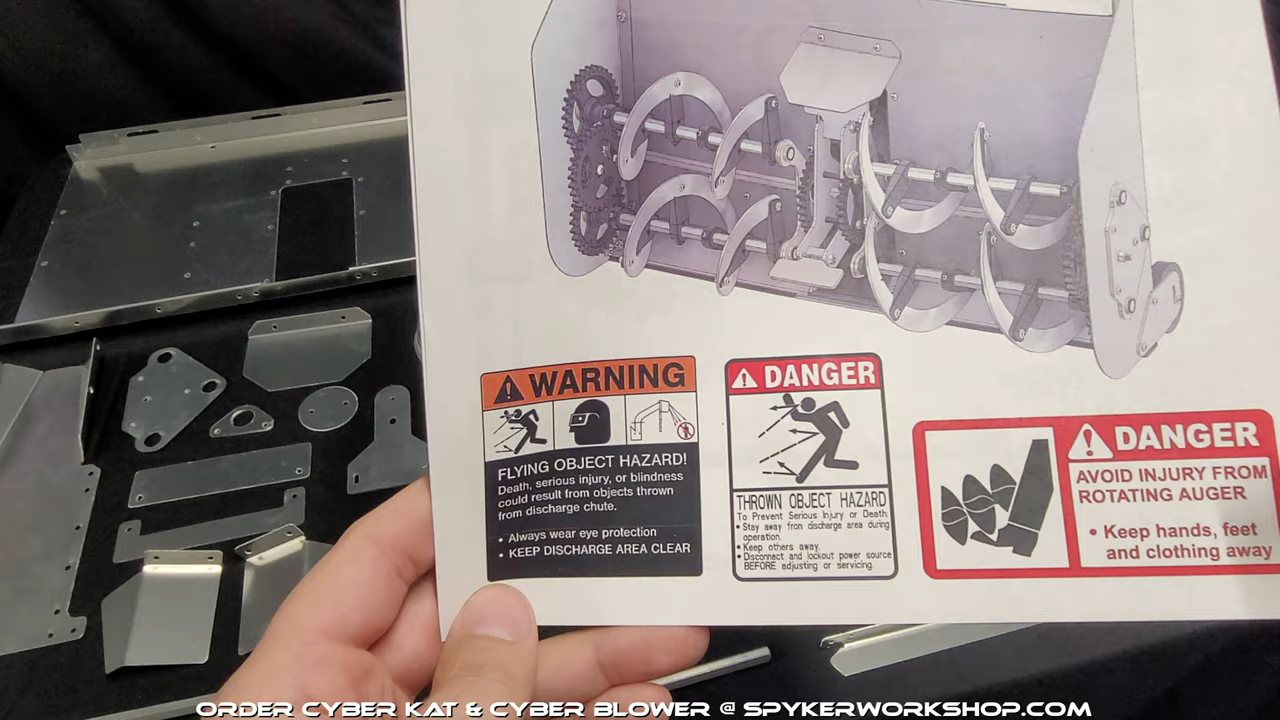 WARNING
FLYING OBJECT HAZARD!
Death, serious injury, or blindness
could result from objects thrown
from discharge chute.
• Always wear eye protection
• KEEP DISCHARGE AREA CLEAR
DANGER
THROWN OBJECT HAZARD
To Prevent Serious Injury or Death:
• Stay away from discharge area during
operation.
• Keep others away.
• Disconnect and lockout power source
BEFORE adjusting or servicing.
DANGER
AVOID INJURY FROM
ROTATING AUGER
• Keep hands, feet
and clothing away
ORDER CYBER KAT & CYBER BLOWER @ SPYKERWORKSHOP.COM